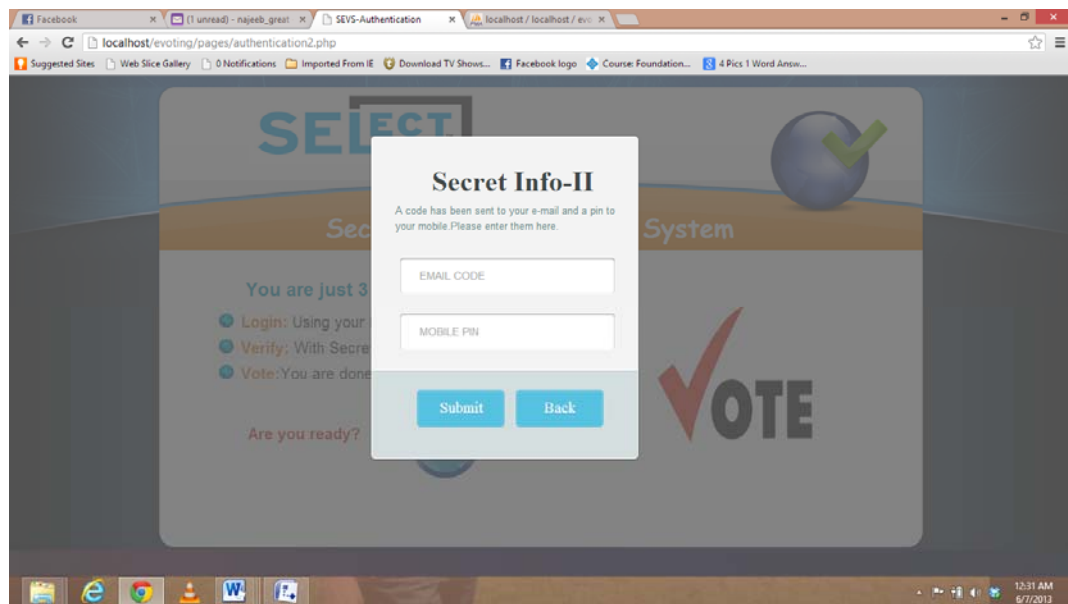 Facebook
(1 unread) - najeeb_great
SEVS-Authentication
localhost / localhost / evo
localhost/evoting/pages/authentication2.php
Suggested Sites
Web Slice Gallery
0 Notifications
Imported From IE
Download TV Shows...
Facebook logo
Course: Foundation...
4 Pics 1 Word Answ...
SELECT.
Sec System
Secret Info-II
A code has been sent to your e-mail and a pin to
your mobile.Please enter them here.
EMAIL CODE
MOBILE PIN
Submit Back
You are just 3
Login: Using your
Verify: With Secre
Vote:You are done
Are you ready?
VOTE
12:31 AM
6/7/2013